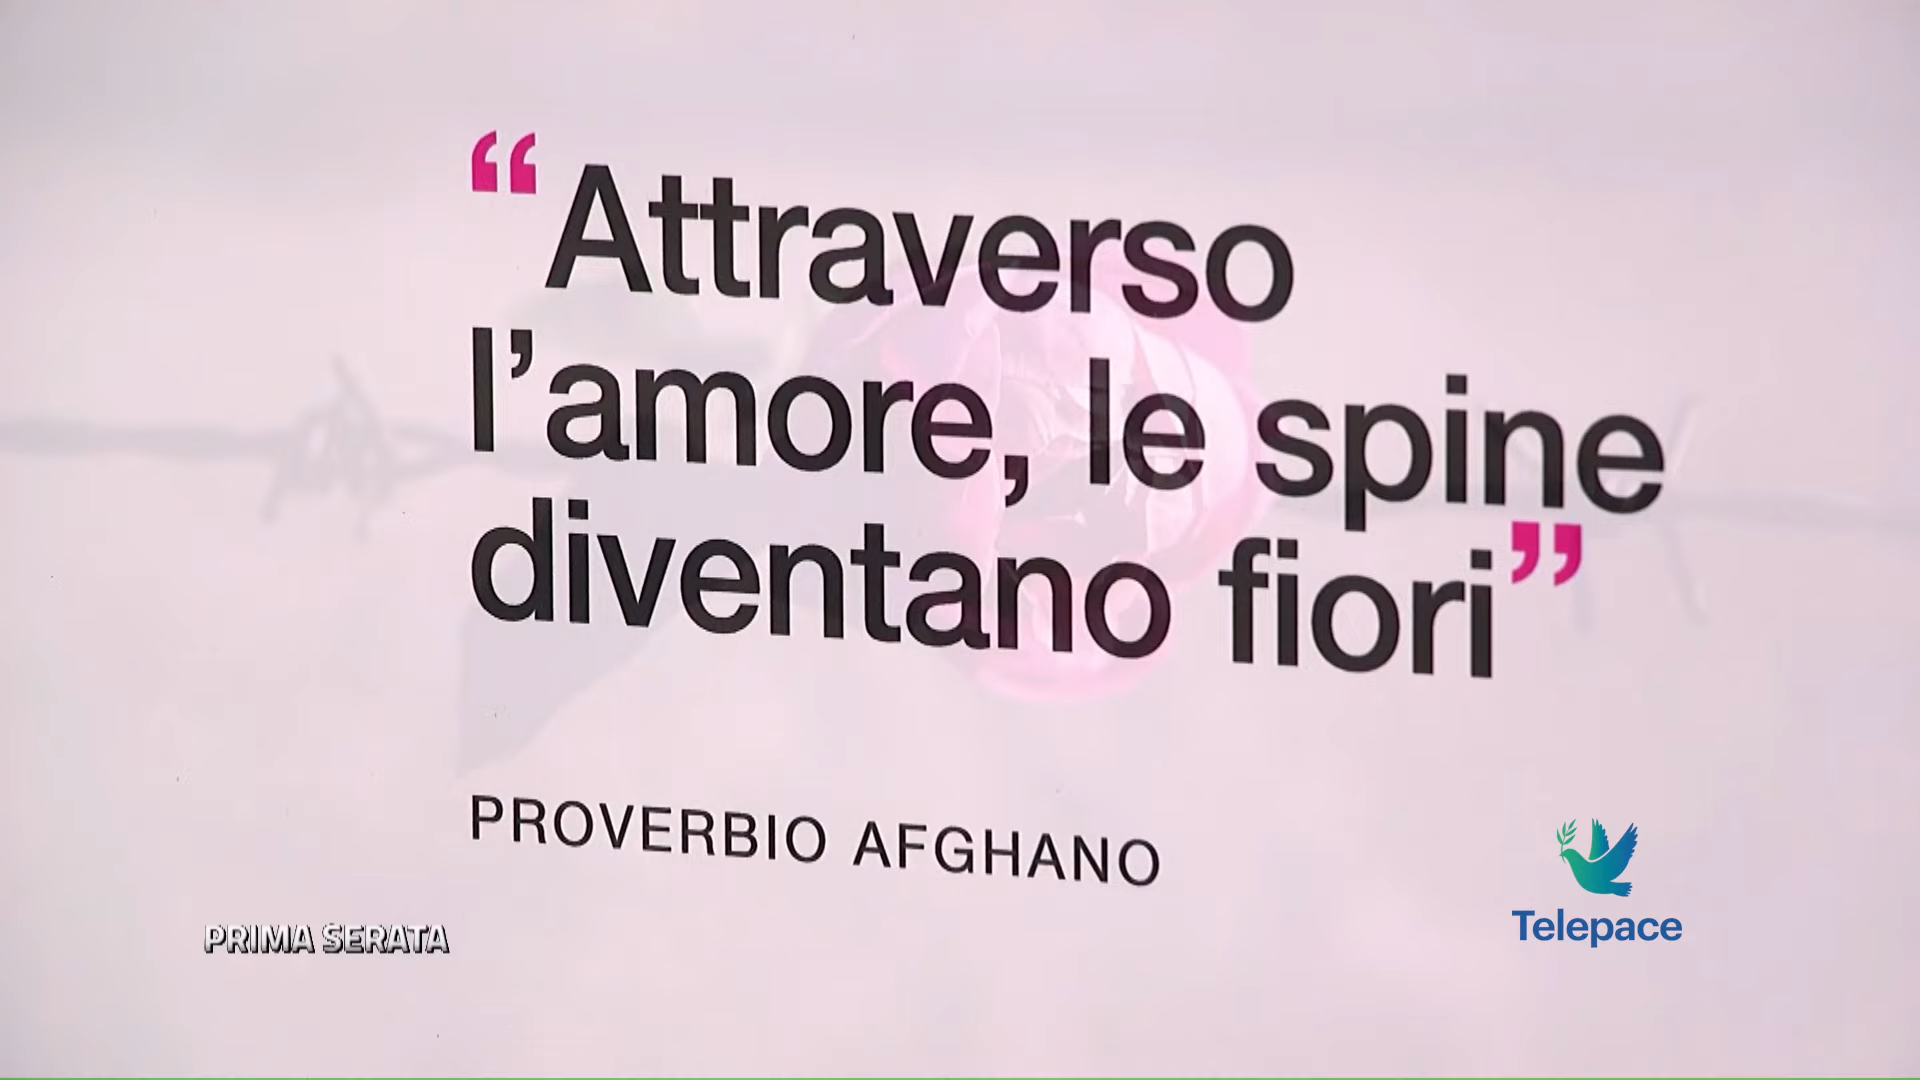 “Attraverso
l’amore, le spine
diventano fiori”
PROVERBIO AFGHANO
PRIMA SERATA
Telepace